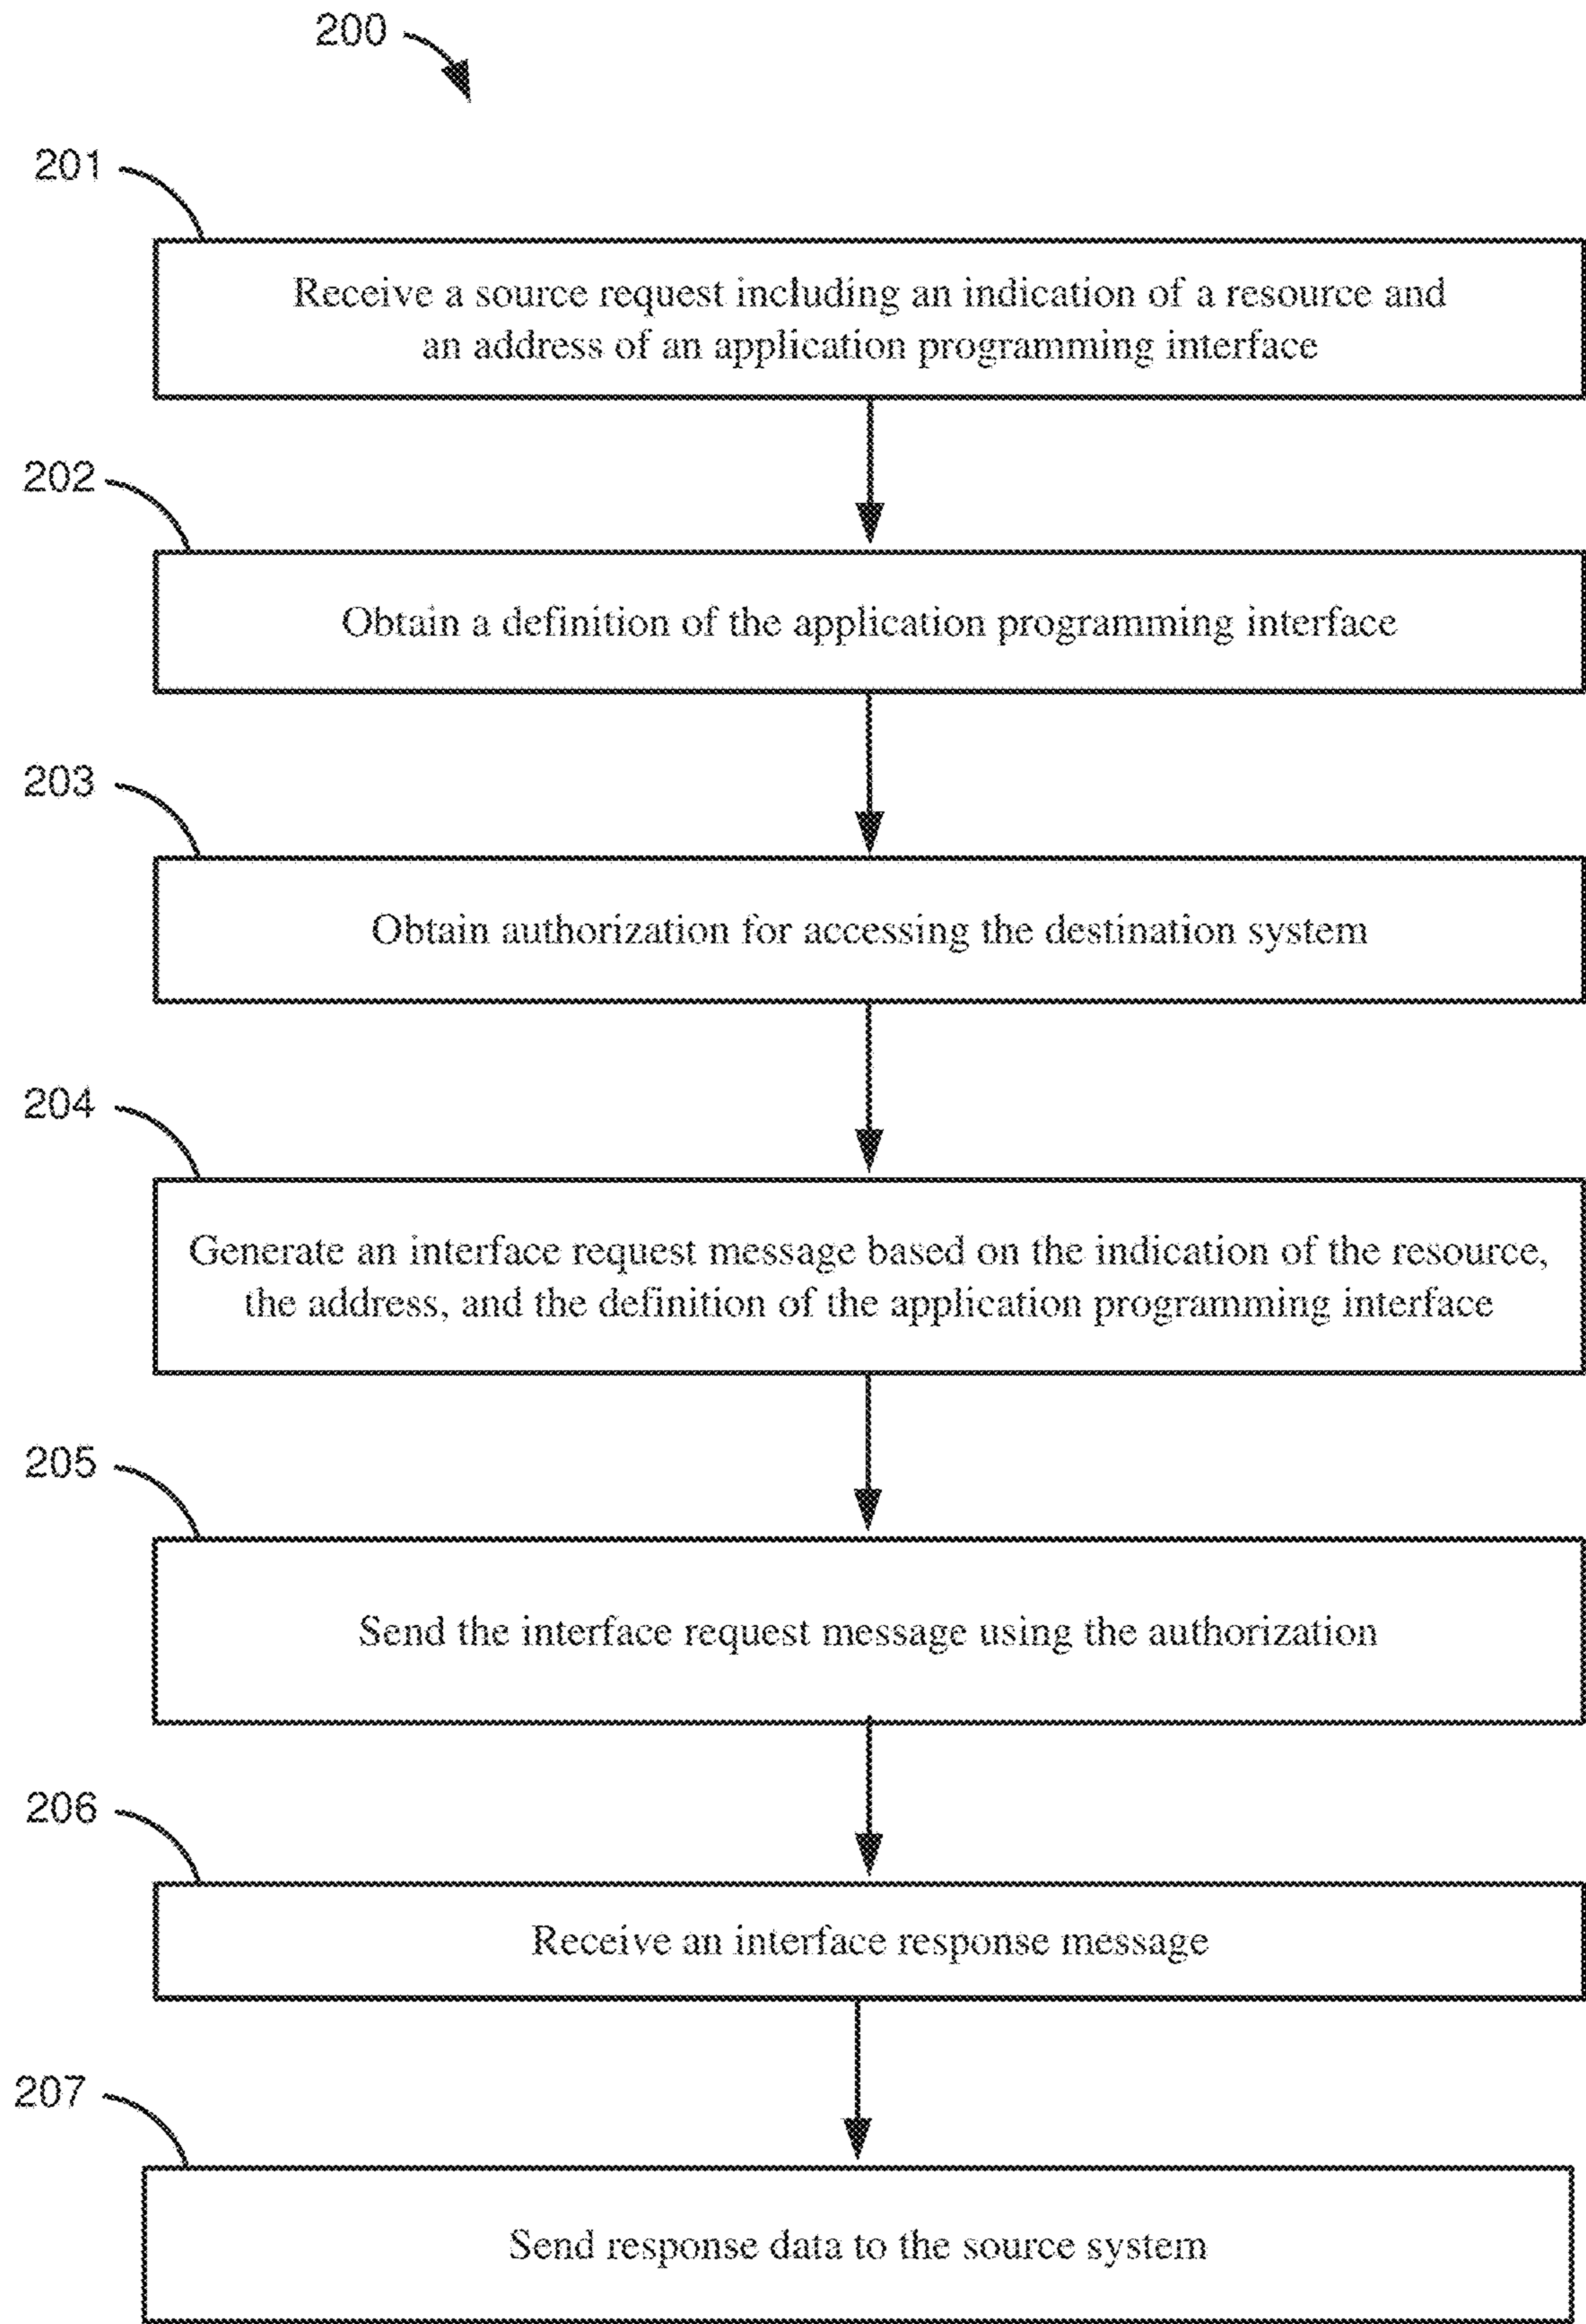 200
201
Receive a source request including an indication of a resource and
an address of an application programming interface
202
Obtain a definition of the application programming interface
203
Obtain authorization for accessing the destination system
204
Generate an interface request message based on the indication of the resource,
the address, and the definition of the application programming interface
205
Send the interface request message using the authorization
206
Receive an interface response message
207
Send response data to the source system